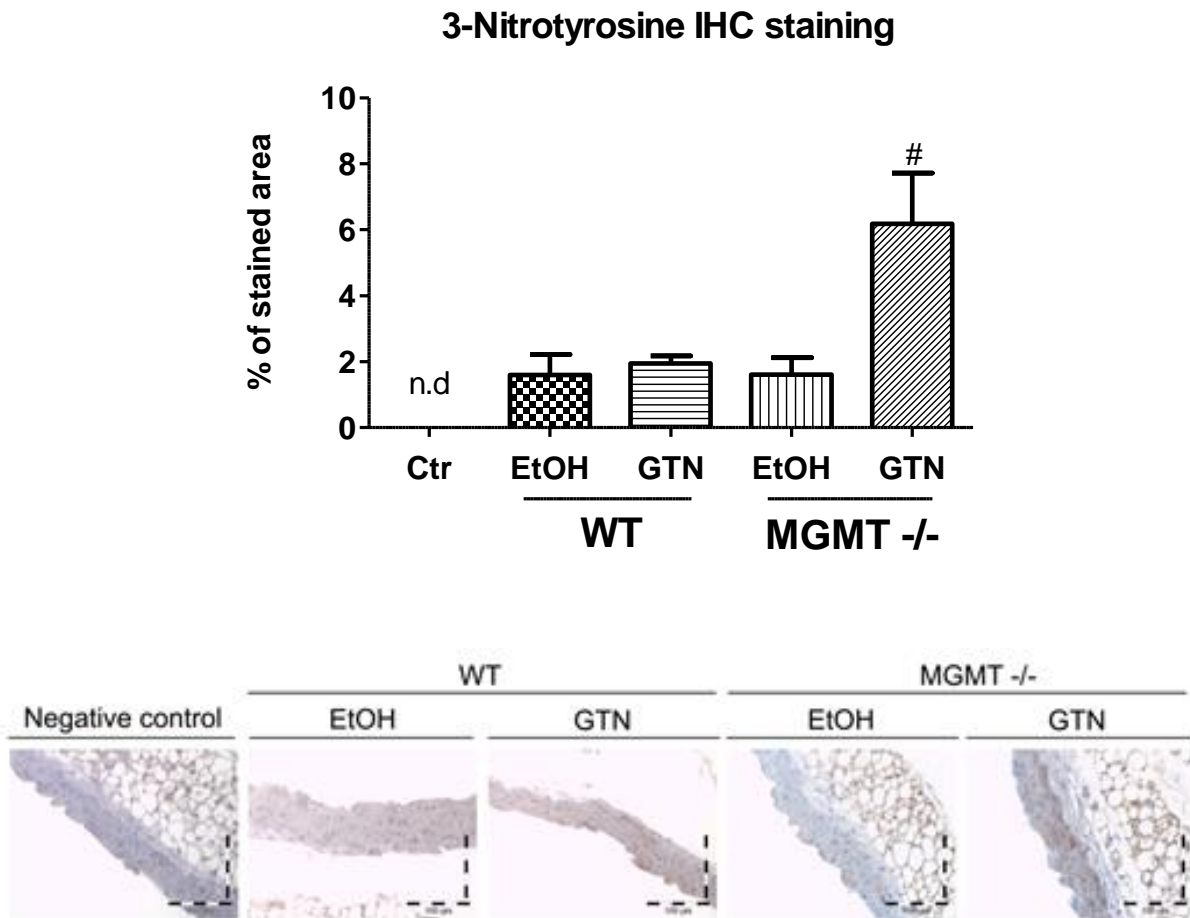 3-Nitrotyrosine IHC staining
% of stained area
10
8
6
4
2
0
n.d
#
Ctr EtOH GTN EtOH GTN
WT MGMT -/-
WT MGMT -/-
Negative control EtOH GTN EtOH GTN